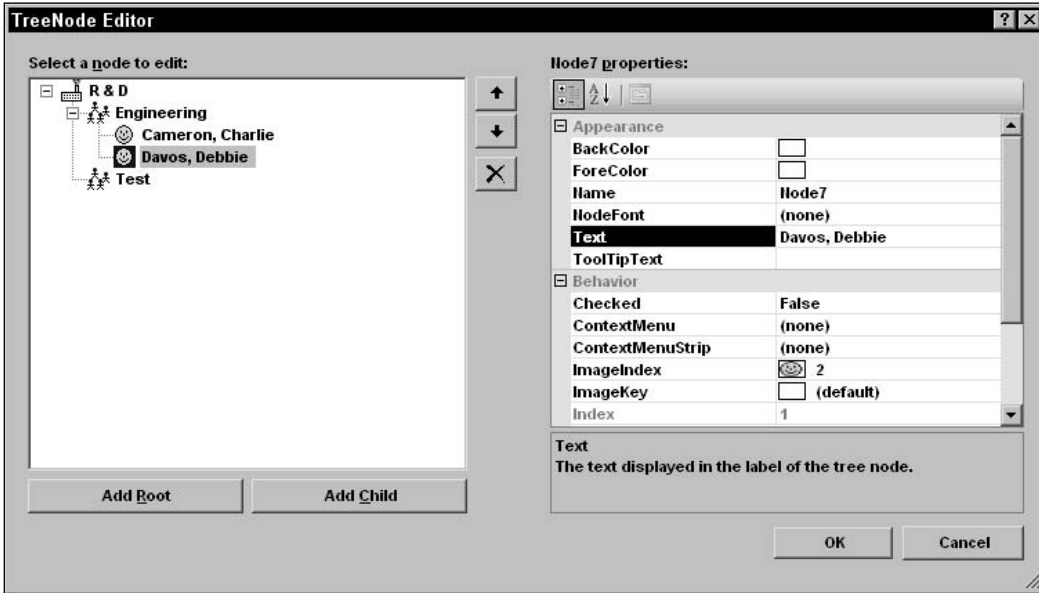 TreeNode Editor
Select a node to edit:
R & D
Engineering
Cameron, Charlie
Davos, Debbie
Test
Add Root
Add Child
Node7 properties:
A
Z
Appearance
BackColor
ForeColor
Name Node7
NodeFont (none)
Text Davos, Debbie
ToolTipText
Behavior
Checked False
ContextMenu (none)
ContextMenuStrip (none)
ImageIndex 2
ImageKey (default)
Index 1
Text
The text displayed in the label of the tree node.
OK
Cancel